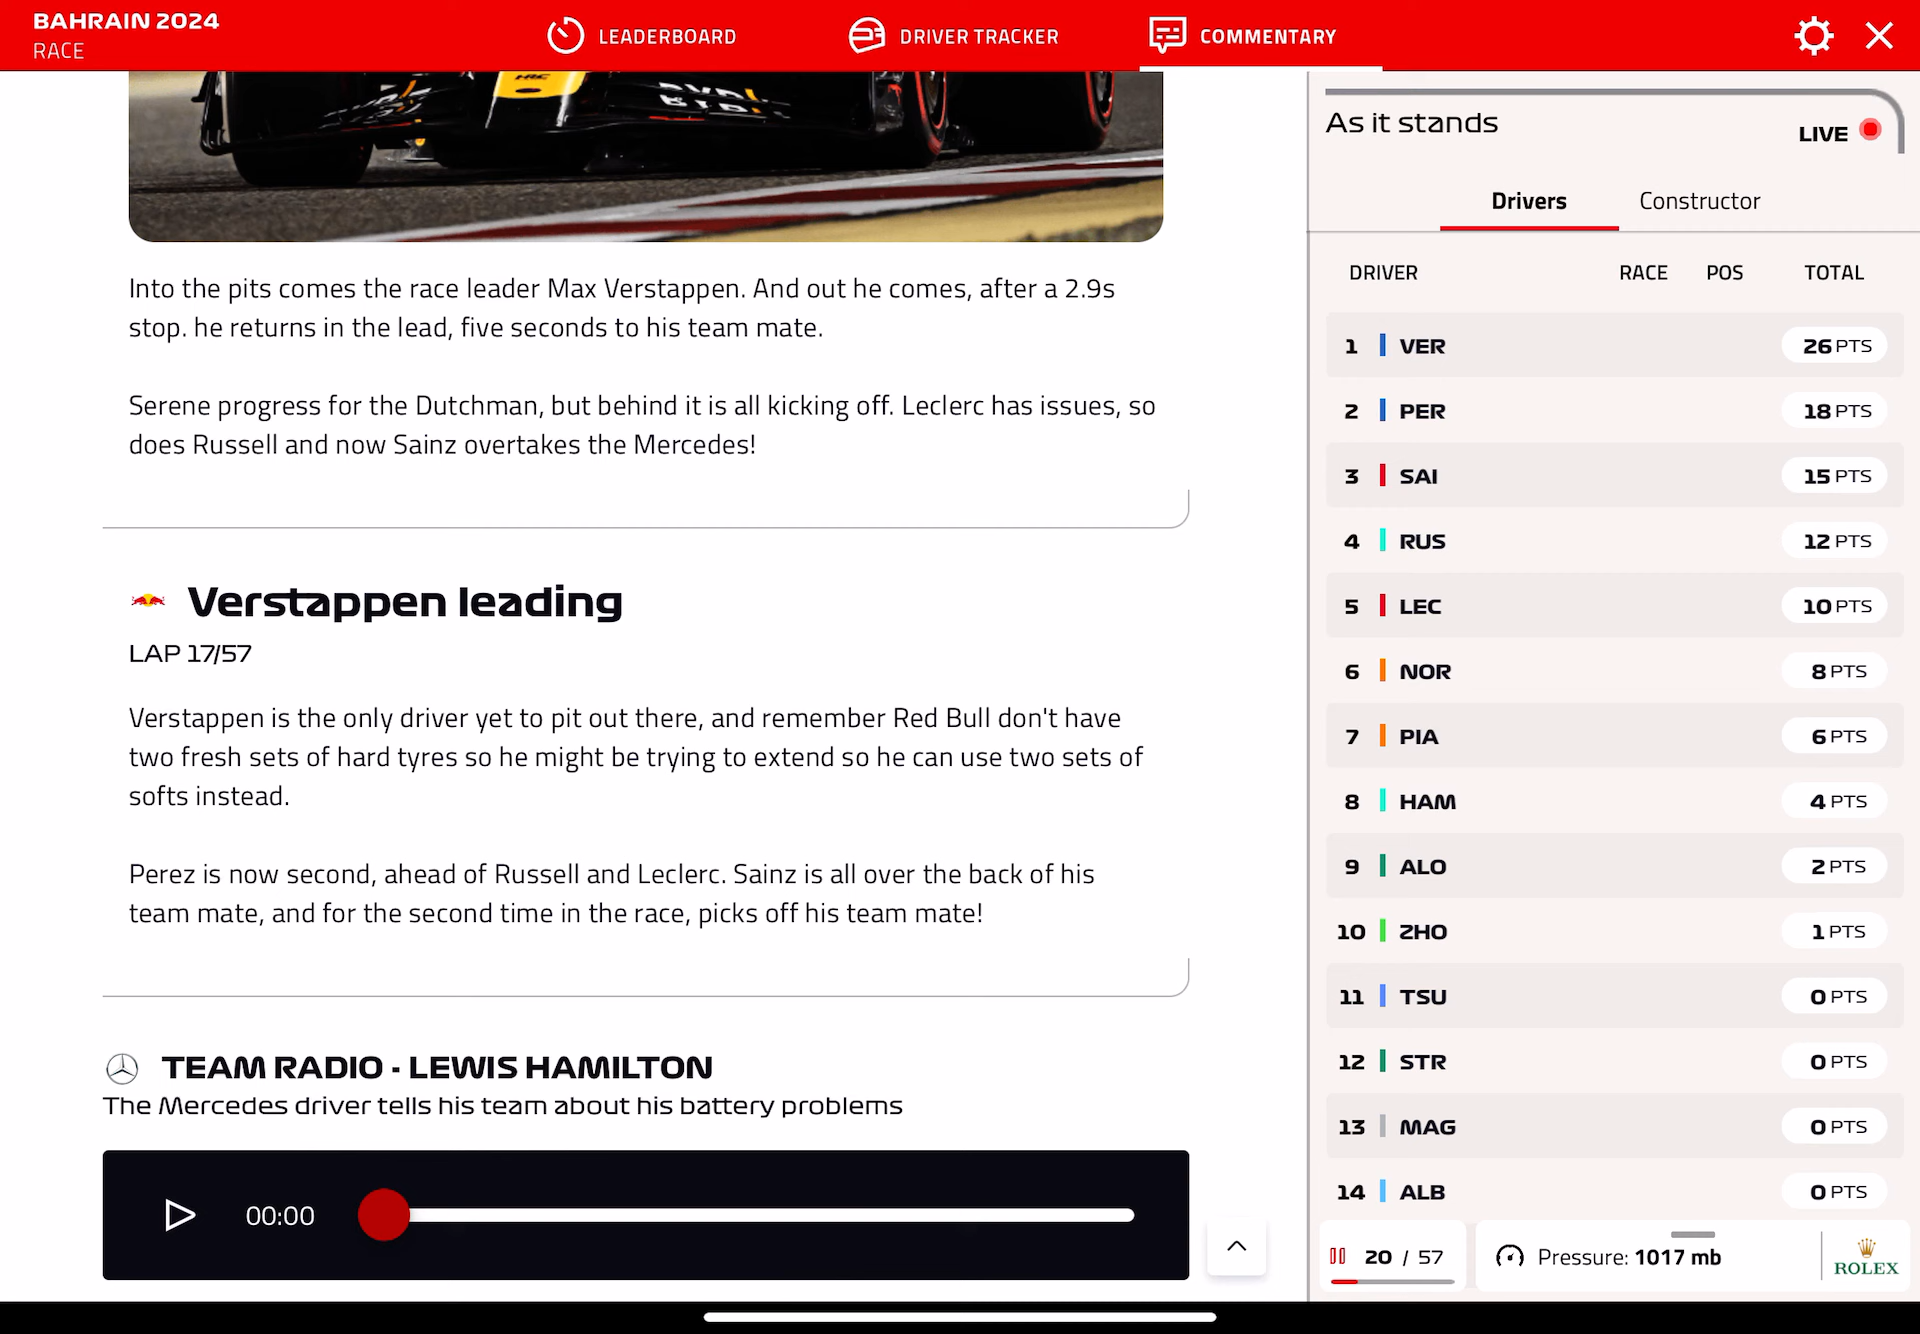 BAHRAIN 2024
RACE
LEADERBOARD
DRIVER TRACKER
COMMENTARY
HRC
Into the pits comes the race leader Max Verstappen. And out he comes, after a 2.9s
stop. he returns in the lead, five seconds to his team mate.
Serene progress for the Dutchman, but behind it is all kicking off. Leclerc has issues, so
does Russell and now Sainz overtakes the Mercedes!
Verstappen leading
LAP 17/57
Verstappen is the only driver yet to pit out there, and remember Red Bull don't have
two fresh sets of hard tyres so he might be trying to extend so he can use two sets of
softs instead.
Perez is now second, ahead of Russell and Leclerc. Sainz is all over the back of his
team mate, and for the second time in the race, picks off his team mate!
TEAM RADIO - LEWIS HAMILTON
The Mercedes driver tells his team about his battery problems
00:00
As it stands
LIVE
Drivers Constructor
DRIVER RACE POS TOTAL
1 VER 26 PTS
2 PER 18 PTS
3 SAI 15 PTS
4 RUS 12 PTS
5 LEC 10 PTS
6 NOR 8 PTS
7 PIA 6 PTS
8 HAM 4 PTS
9 ALO 2 PTS
10 ZHO 1 PTS
11 TSU 0 PTS
12 STR 0 PTS
13 MAG 0 PTS
14 ALB 0 PTS
20 / 57
Pressure: 1017 mb
ROLEX